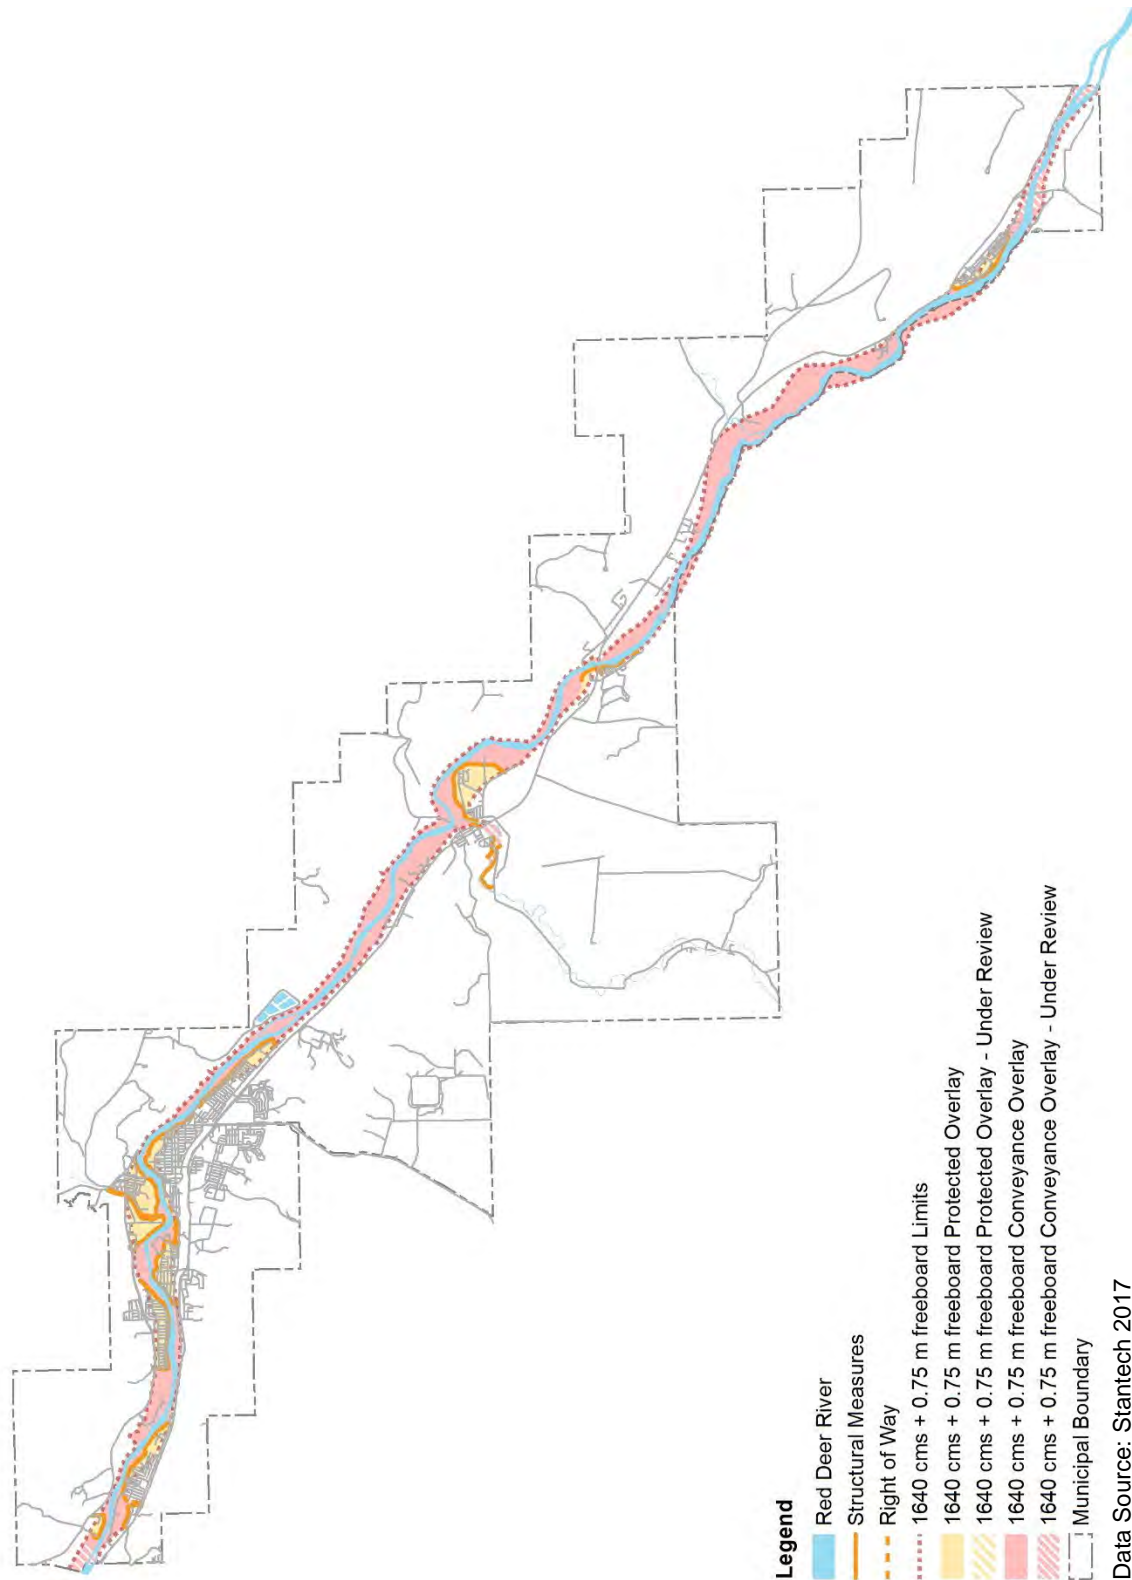 Legend
Red Deer River
Structural Measures
Right of Way
1640 cms + 0.75 m freeboard Limits
1640 cms + 0.75 m freeboard Protected Overlay
1640 cms + 0.75 m freeboard Protected Overlay - Under Review
1640 cms + 0.75 m freeboard Conveyance Overlay
1640 cms + 0.75 m freeboard Conveyance Overlay - Under Review
Municipal Boundary
Data Source: Stantech 2017